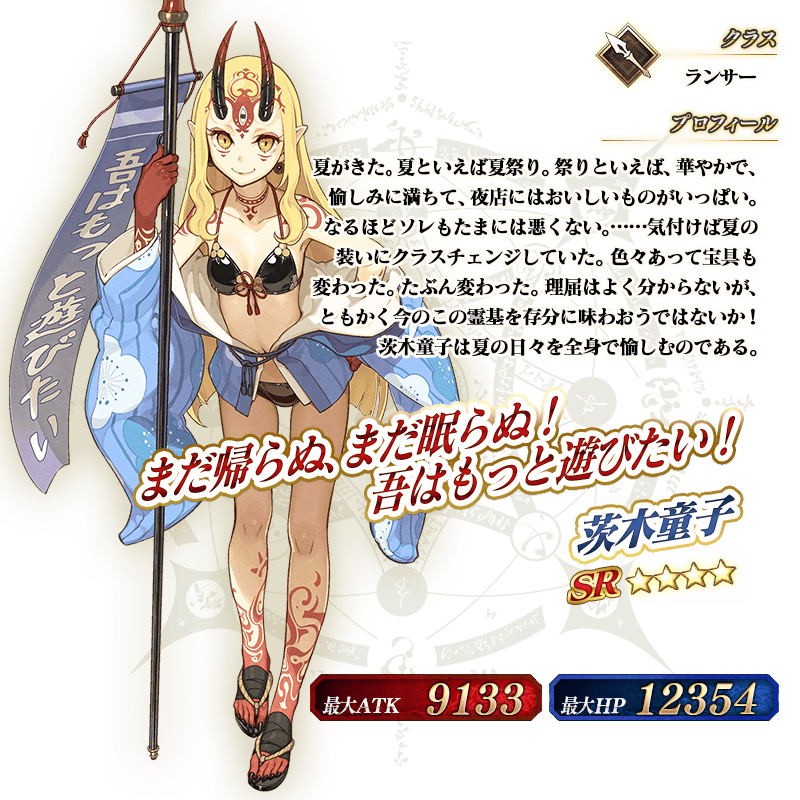 クラス
ランサー
プロフィール
夏がきた。夏といえば夏祭り。祭りといえば、華やかで、
愉しみに満ちて、夜店にはおいしいものがいっぱい。
なるほどソレもたまには悪くない。……気付けば夏の
装いにクラスチェンジしていた。色々あって宝具も
変わった。たぶん変わった。理屈はよく分からないが、
ともかく今のこの霊基を存分に味わおうではないか！
茨木童子は夏の日々を全身で愉しむのである。
吾はもっと遊びたい
まだ帰らぬ、まだ眠らぬ！
吾はもっと遊びたい！
茨木童子
SR
最大ATK 9133
最大HP 12354